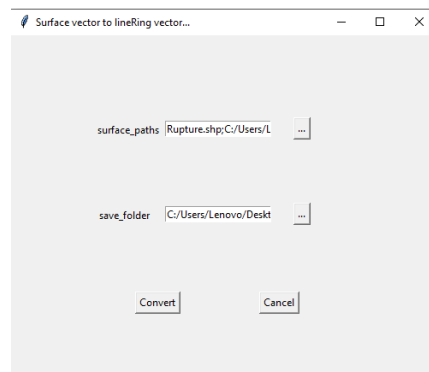 Surface vector to lineRing vector...
surface_paths Rupture.shp;C:/Users/L ...
save_folder C:/Users/Lenovo/Deskt ...
Convert Cancel